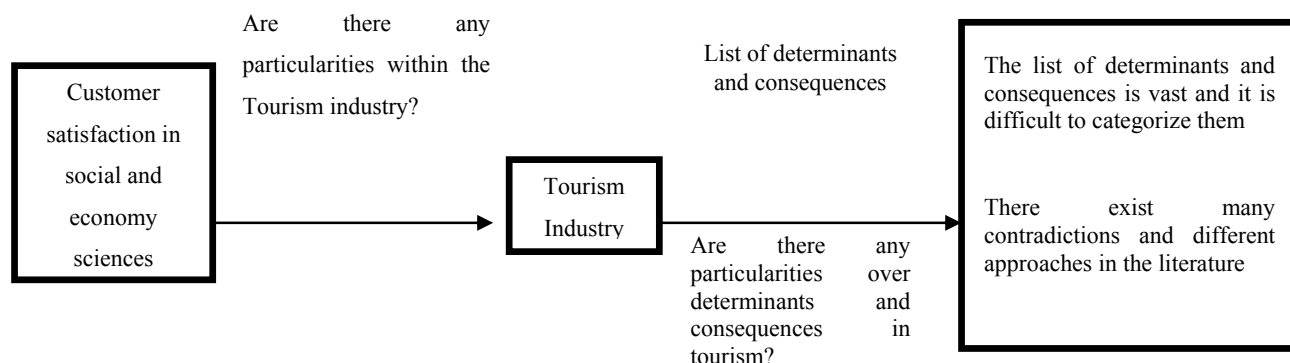 Customer
satisfaction in
social and
economy
sciences
Are there any
particularities within the
Tourism industry?
Tourism
Industry
List of determinants
and consequences
Are there any
particularities over
determinants and
consequences in
tourism?
The list of determinants and
consequences is vast and it is
difficult to categorize them
There exist many
contradictions and different
approaches in the literature